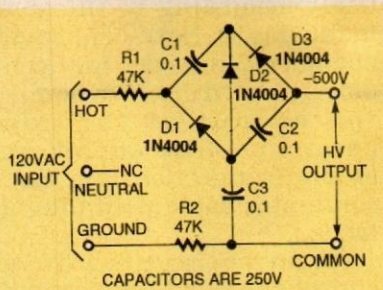 R1
47K
C1
0.1
D3
1N4004
D2
1N4004
–500V
HOT
D1
1N4004
C2
0.1
120VAC
INPUT
NC
NEUTRAL
HV
OUTPUT
C3
0.1
GROUND
R2
47K
COMMON
CAPACITORS ARE 250V